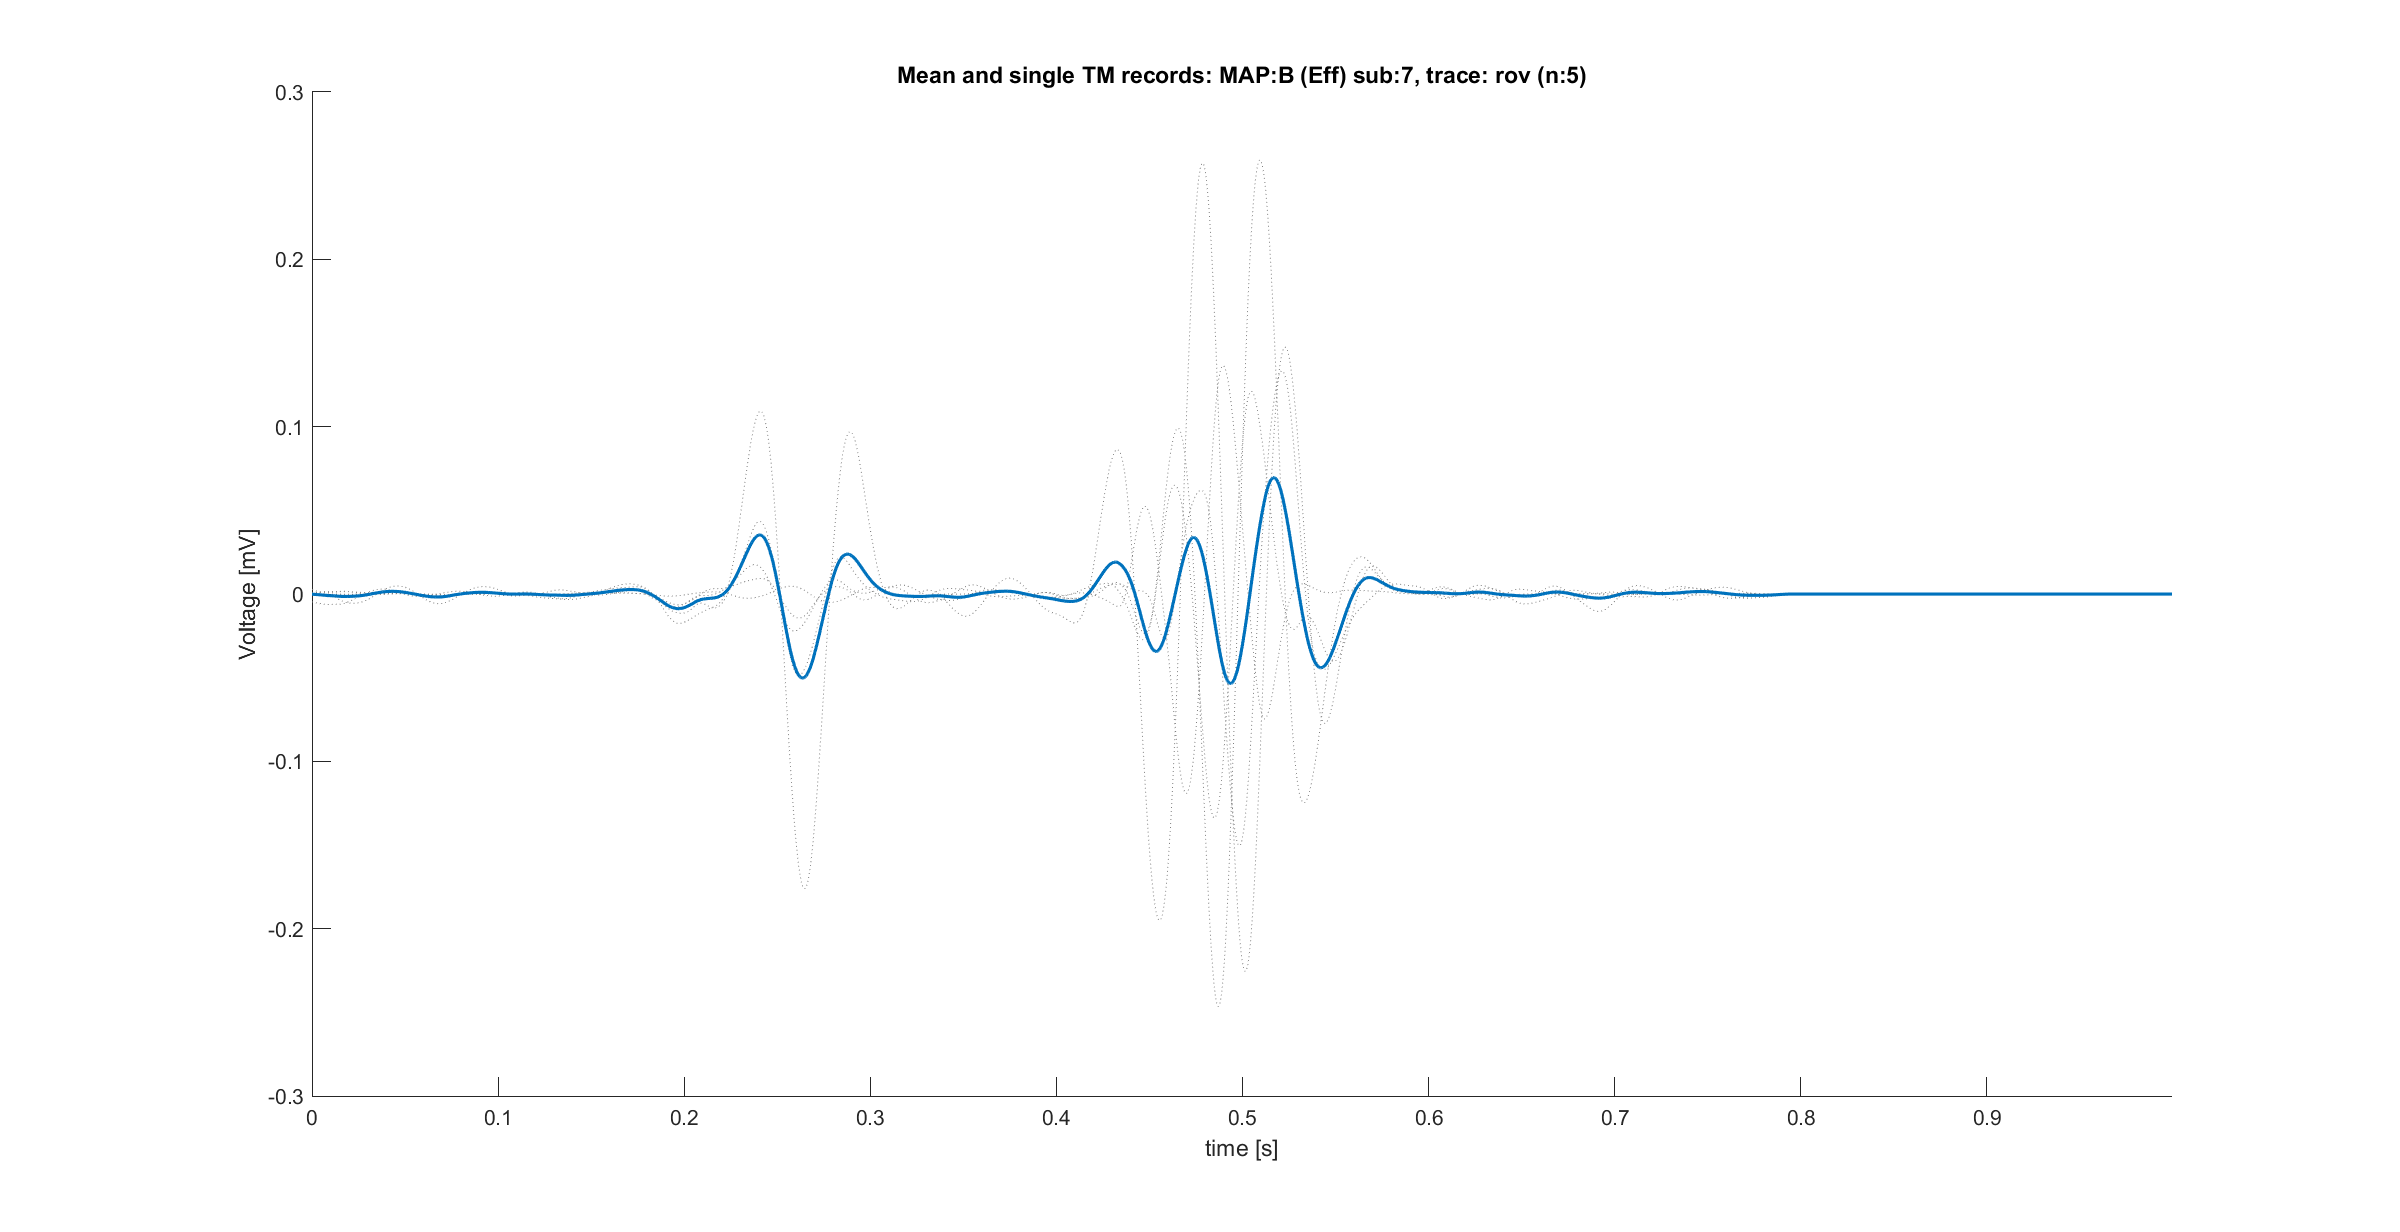 Mean and single TM records: MAP:B (Eff) sub:7, trace: rov (n:5)
0.3
0.2
0.1
0
-0.1
-0.2
-0.3
Voltage [mV]
0 0.1 0.2 0.3 0.4 0.5 0.6 0.7 0.8 0.9
time [s]